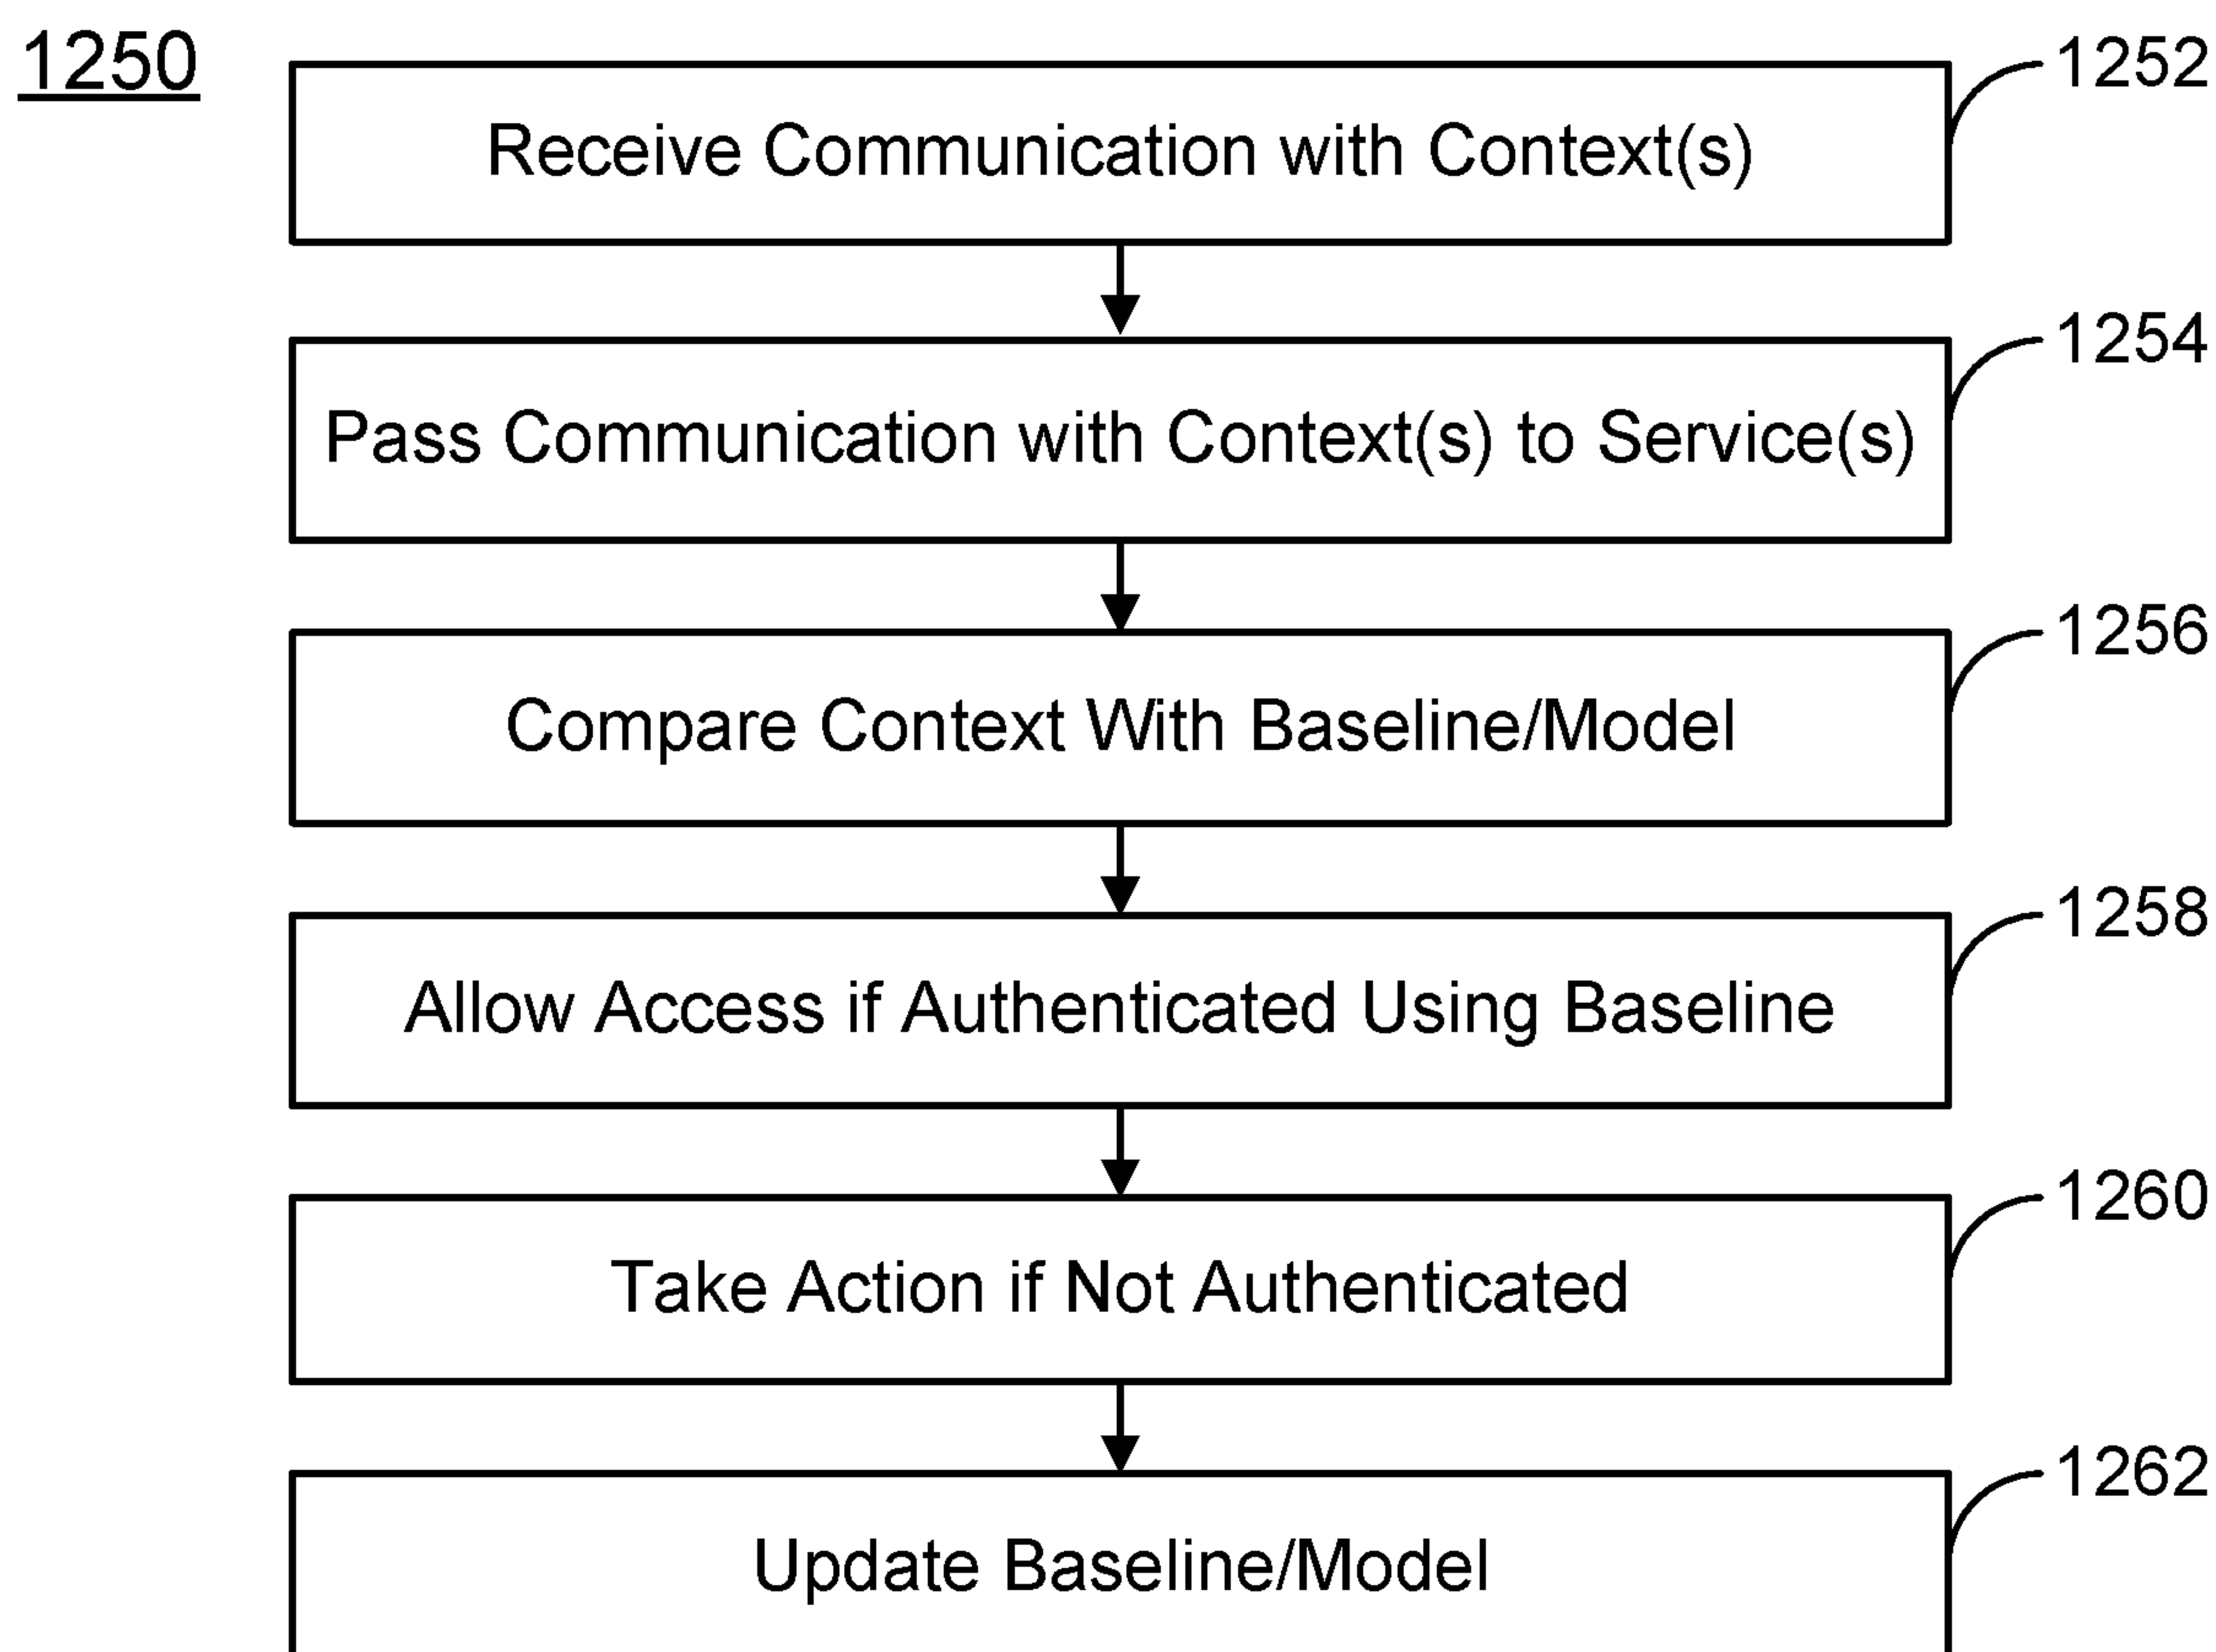 1250
1252
Receive Communication with Context(s)
1254
Pass Communication with Context(s) to Service(s)
1256
Compare Context With Baseline/Model
1258
Allow Access if Authenticated Using Baseline
1260
Take Action if Not Authenticated
1262
Update Baseline/Model